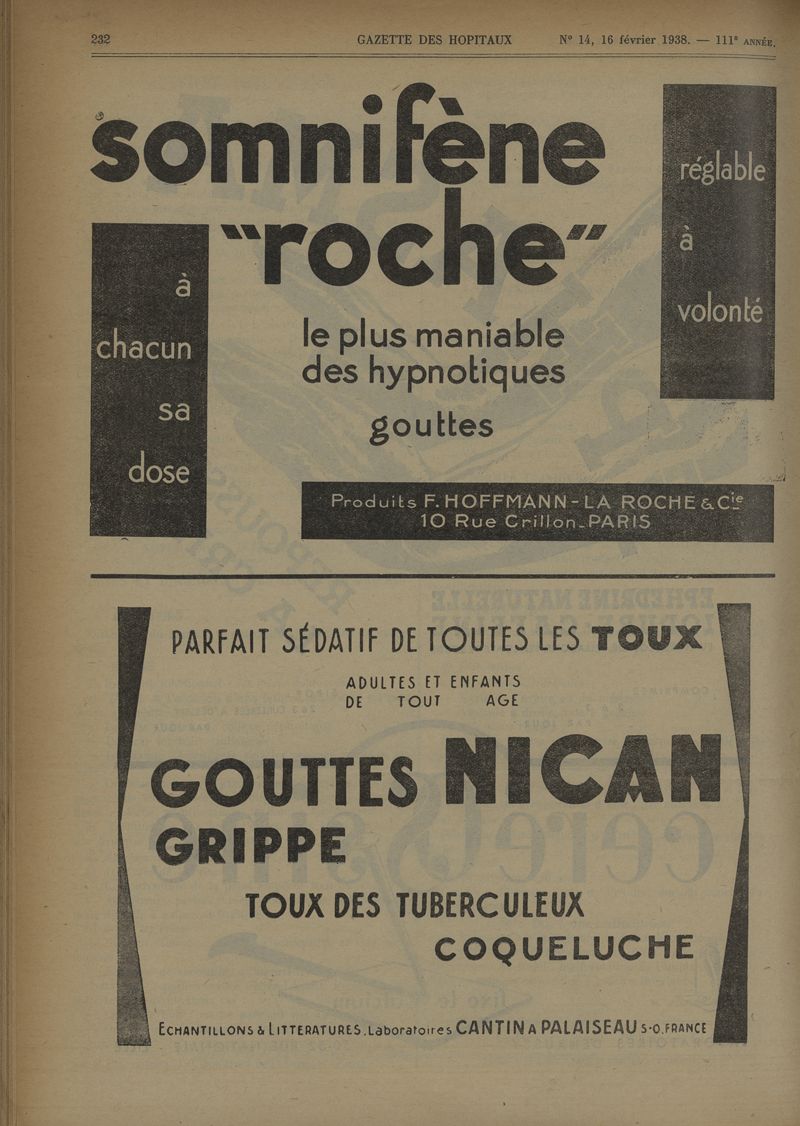 232 GAZETTE DES HOPITAUX Nº 14, 16 février 1938. — 111e ANNÉE.
somnifène
"roche"
réglable
à
volonté
à
chacun
sa
dose
le plus maniable
des hypnotiques
gouttes
Produits F. HOFFMANN-LA ROCHE & Cie
10 Rue Crillon_PARIS
PARFAIT SÉDATIF DE TOUTES LES TOUX
ADULTES ET ENFANTS
DE TOUT AGE
GOUTTES NICAN
GRIPPE
TOUX DES TUBERCULEUX
COQUELUCHE
ECHANTILLONS & LITTERATURES. Laboratoires CANTIN A PALAISEAU S-O. FRANCE